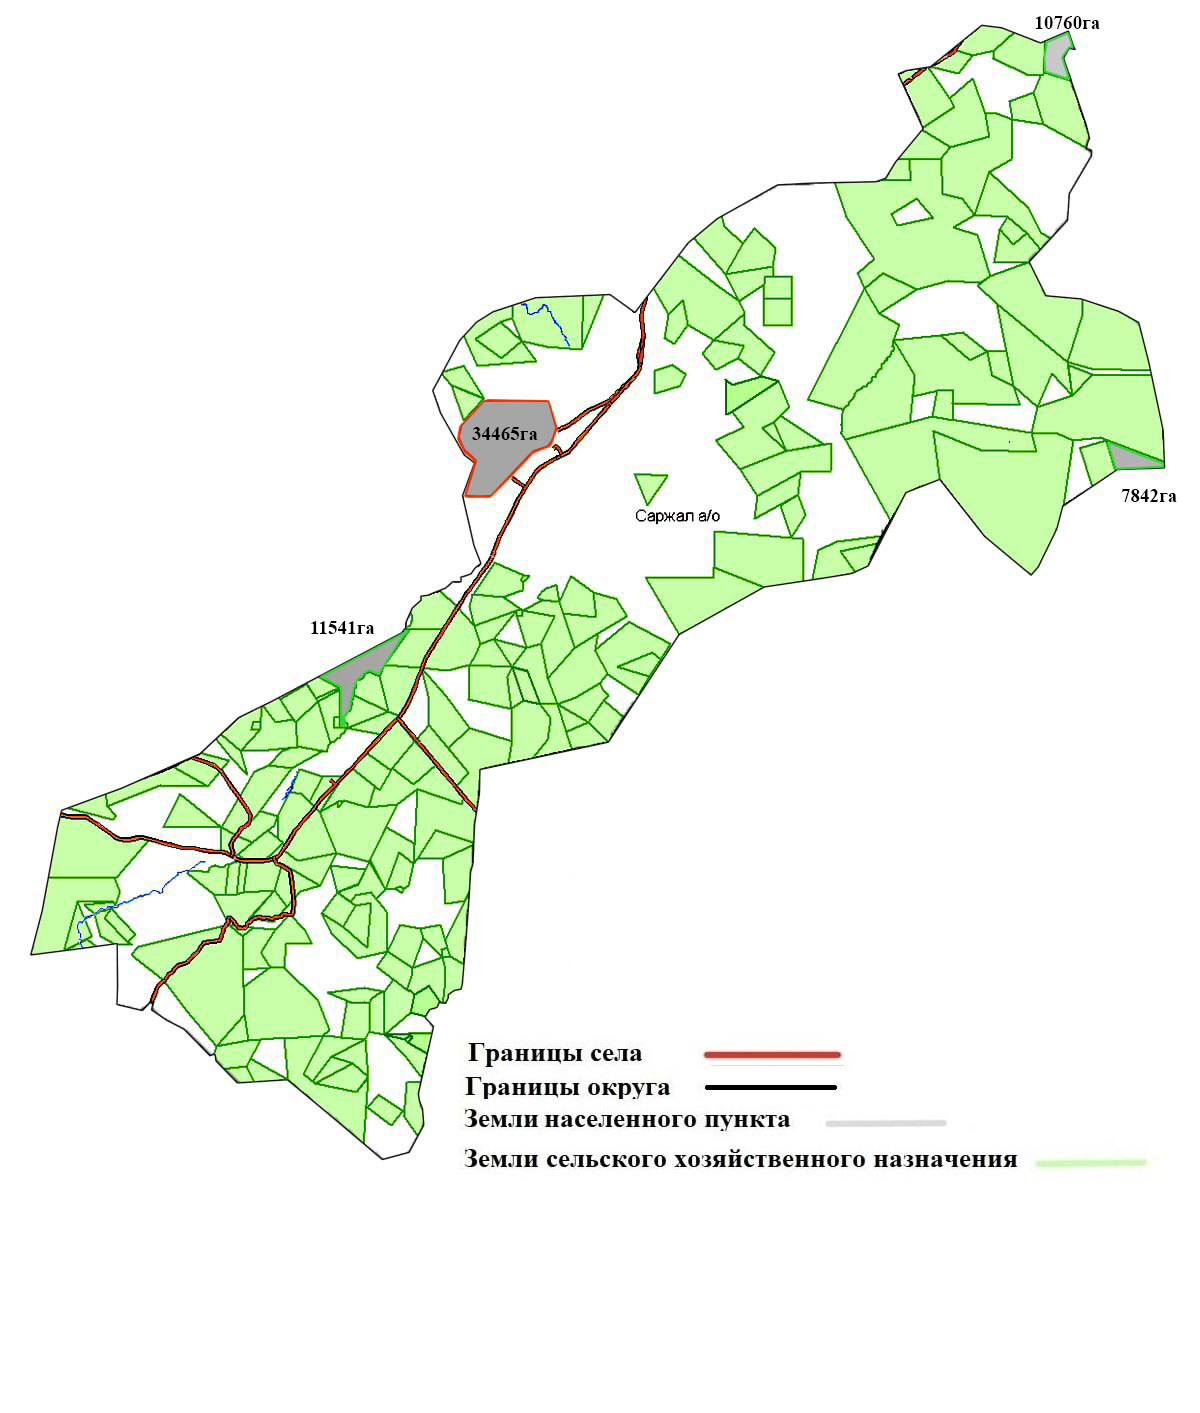 10760га
34465га
7842га
Саржал а/о
11541га
Границы села
Границы округа
Земли населенного пункта
Земли сельского хозяйственного назначения